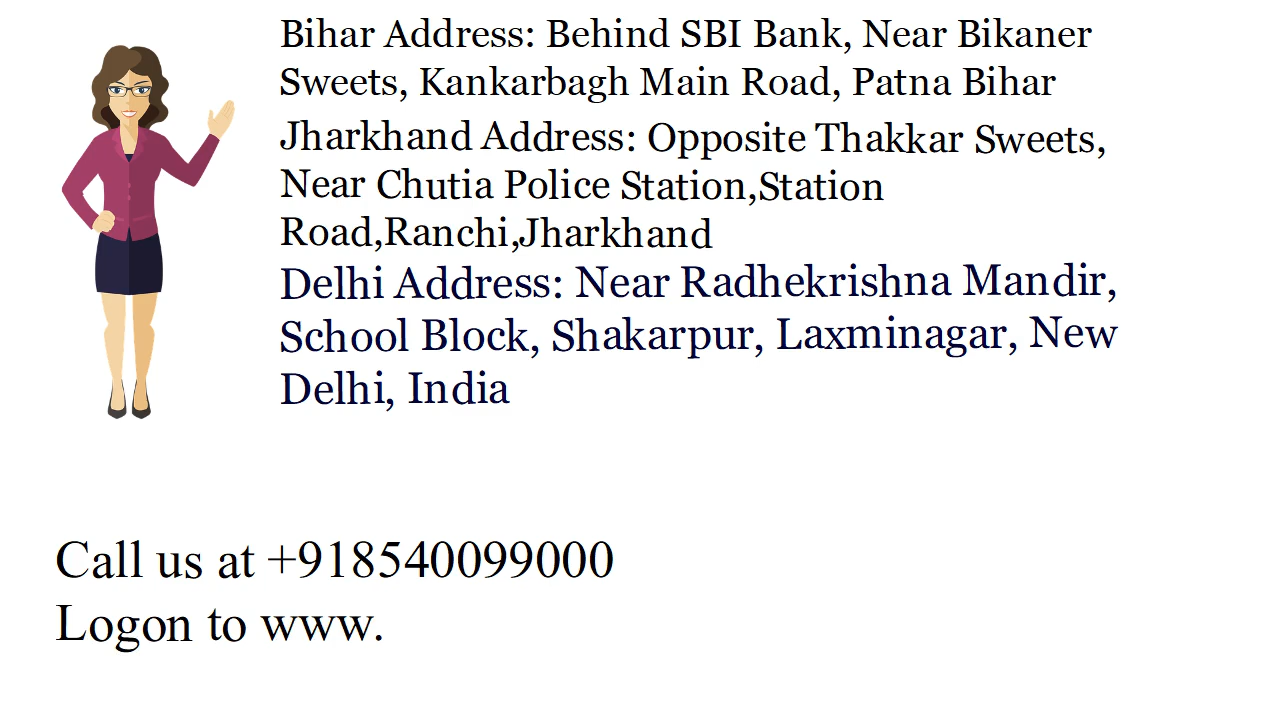 Bihar Address: Behind SBI Bank, Near Bikaner
Sweets, Kankarbagh Main Road, Patna Bihar
Jharkhand Address: Opposite Thakkar Sweets,
Near Chutia Police Station,Station
Road,Ranchi,Jharkhand
Delhi Address: Near Radhekrishna Mandir,
School Block, Shakarpur, Laxminagar, New
Delhi, India
Call us at +918540099000
Logon to www.